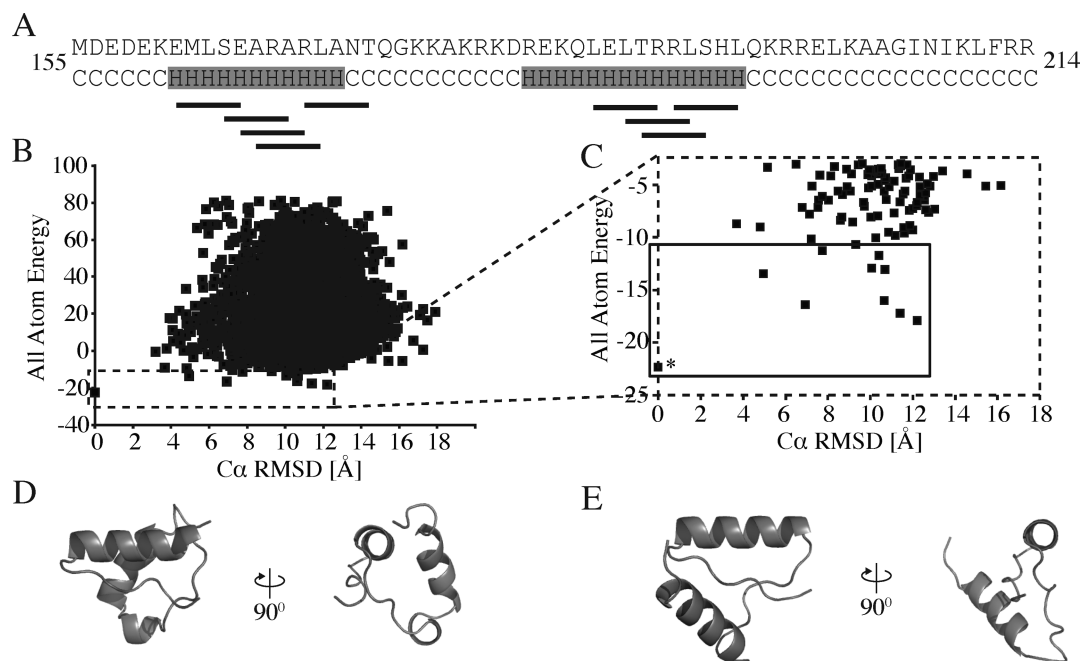 A
155
MDEDEKEMLSEARARLANTQGKKAKRKDREKQLELTRRLSHLQKRRELKAAGINIKLFRR
CCCCCCHHHHHHHHHHHCCCCCCCCCCCHHHHHHHHHHHHHHCCCCCCCCCCCCCCCCCC
214
B
All Atom Energy
100
80
60
40
20
0
-20
-40
0 2 4 6 8 10 12 14 16 18
Cα RMSD [Å]
C
All Atom Energy
-5
-10
-15
-20
-25
*
0 2 4 6 8 10 12 14 16 18
Cα RMSD [Å]
D
90⁰
E
90⁰